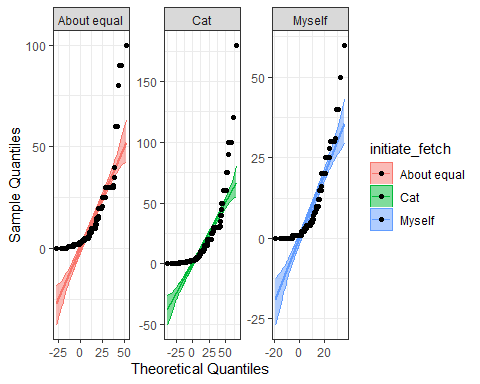 About equal Cat Myself
100
50
0
-25 0 25 50
150
100
50
0
-50
-25 0 25 50
50
25
0
-25
-20 0 20
Sample Quantiles
Theoretical Quantiles
initiate_fetch
About equal
Cat
Myself